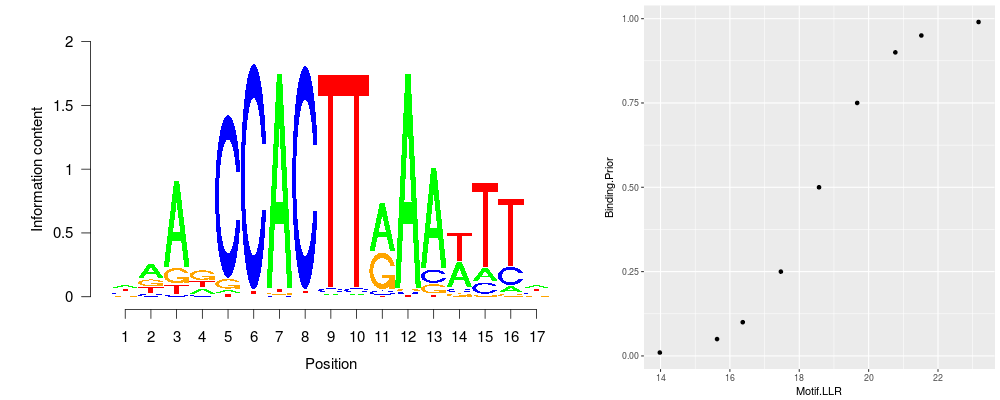 Information content
2
1.5
1
0.5
0
1 2 3 4 5 6 7 8 9 10 11 12 13 14 15 16 17
Position
A C C A C T T A A A T T T
G A
Binding.Prior
1.00
0.75
0.50
0.25
0.00
14 16 18 20 22
Motif.LLR